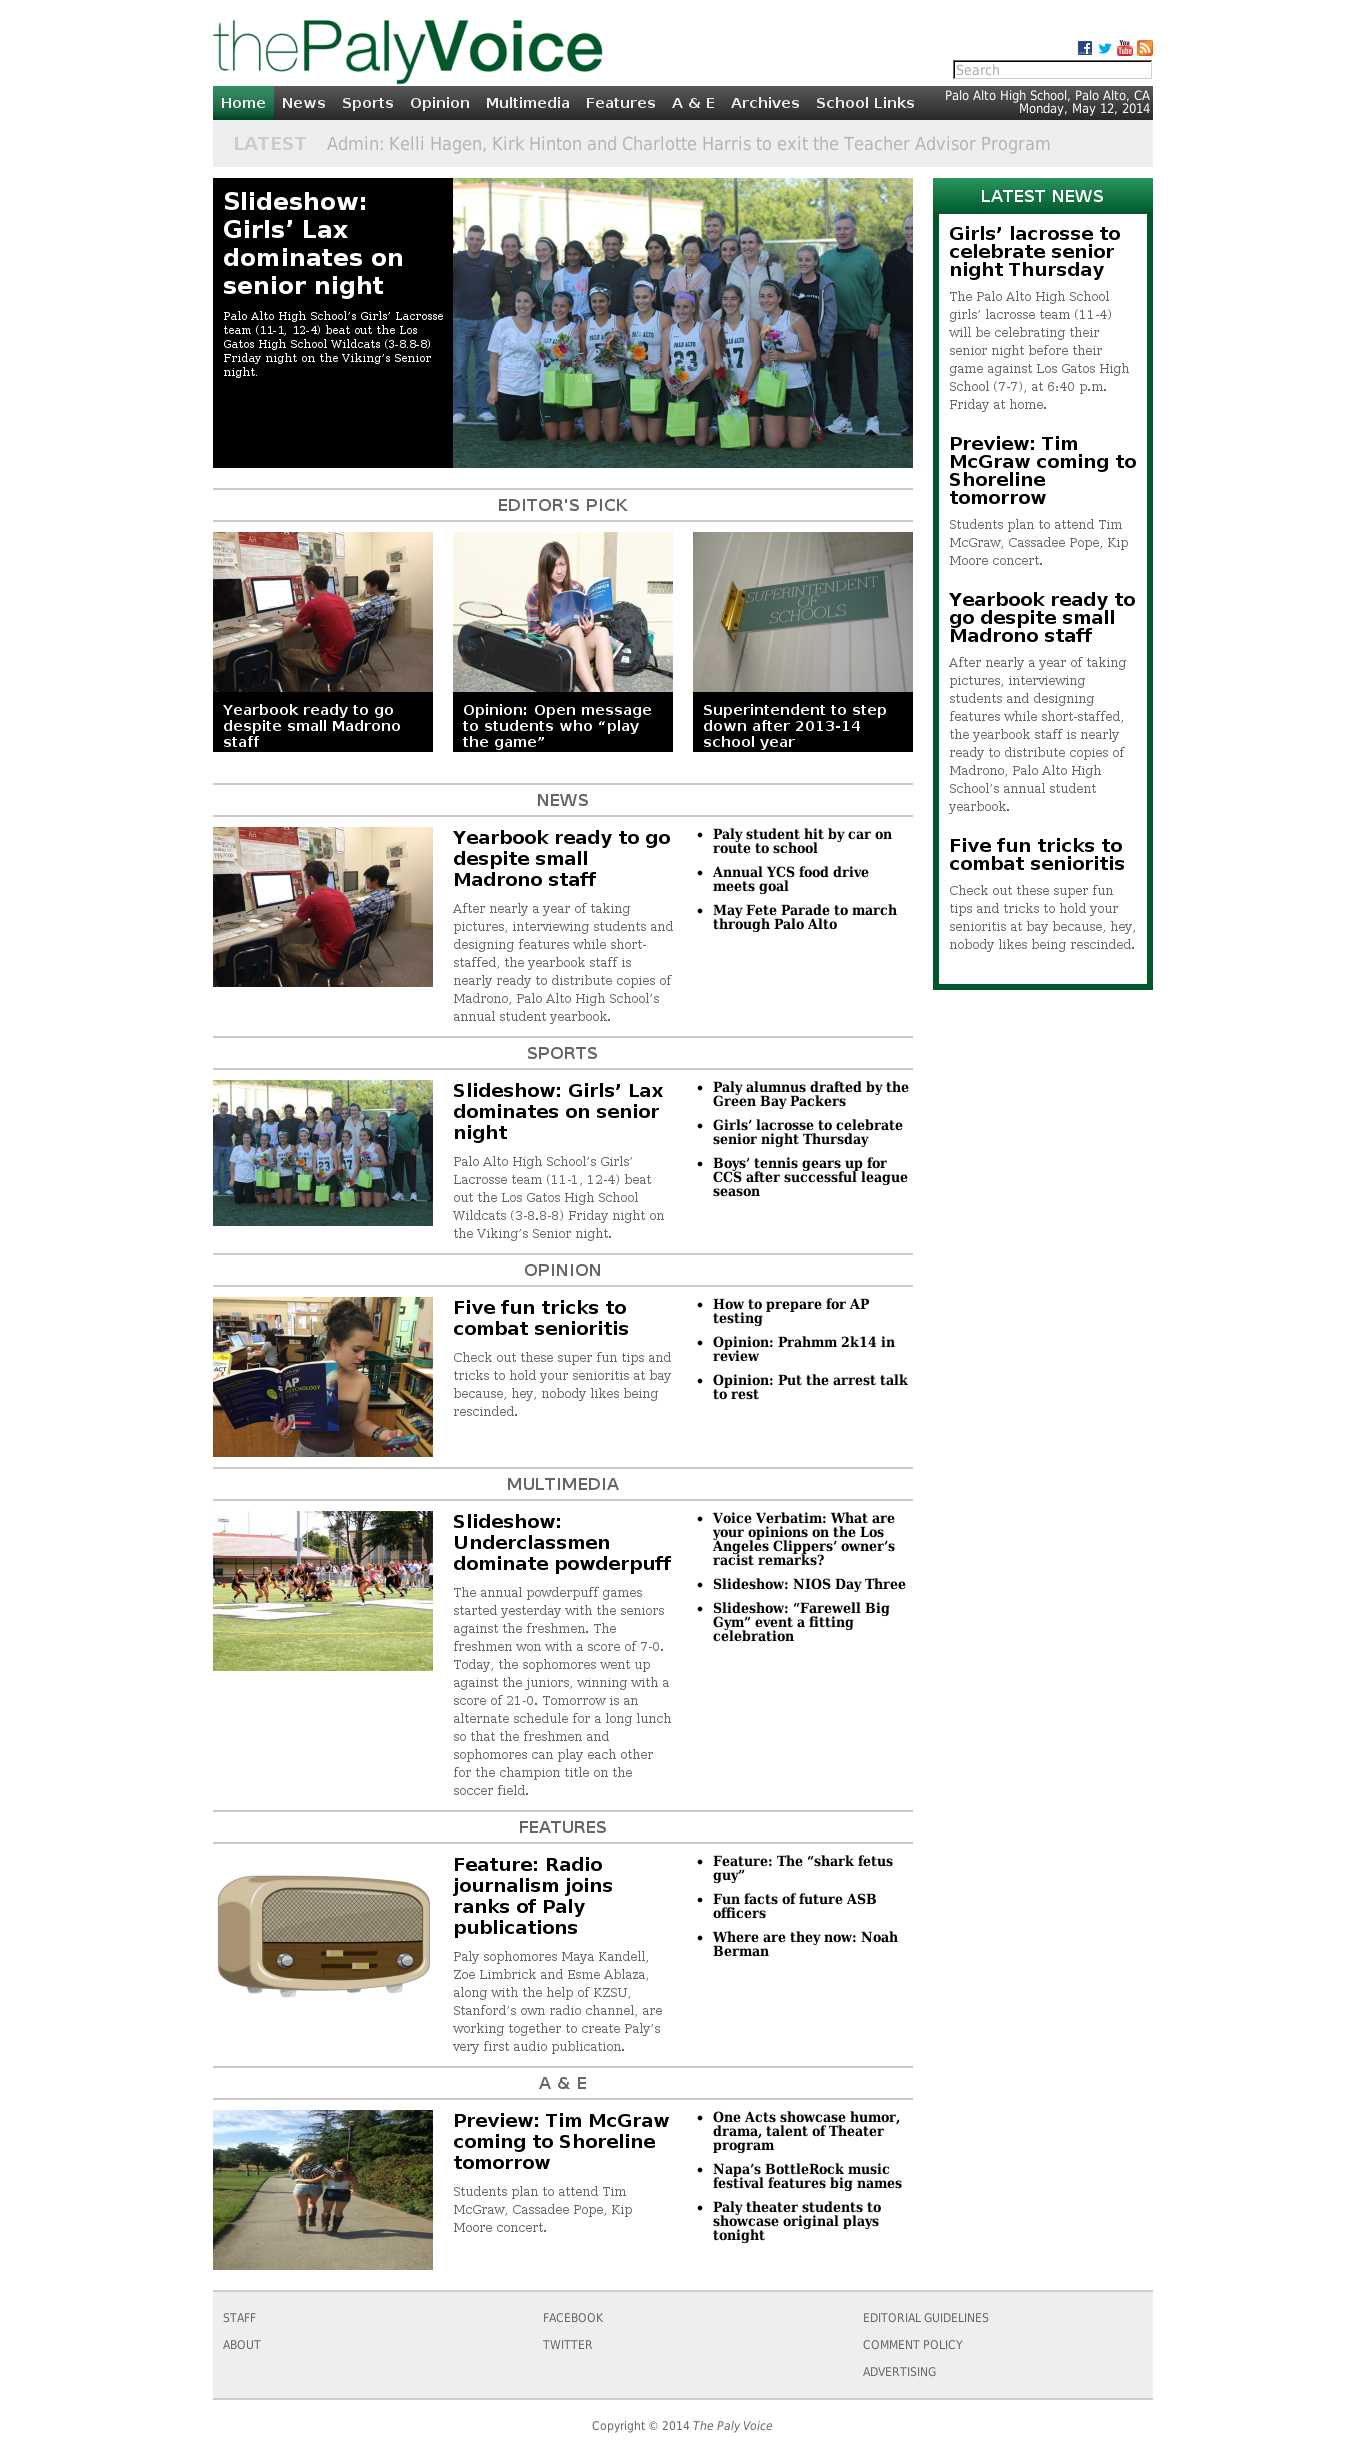 thePalyVoice
Search
Home News Sports Opinion Multimedia Features A & E Archives School Links
Palo Alto High School, Palo Alto, CA
Monday, May 12, 2014
LATEST Admin: Kelli Hagen, Kirk Hinton and Charlotte Harris to exit the Teacher Advisor Program
Slideshow:
Girls’ Lax
dominates on
senior night
Palo Alto High School’s Girls’ Lacrosse
team (11-1, 12-4) beat out the Los
Gatos High School Wildcats (3-8.8-8)
Friday night on the Viking’s Senior
night.
EDITOR'S PICK
SUPERINTENDENT
OF
SCHOOLS
Yearbook ready to go
despite small Madrono
staff
Opinion: Open message
to students who “play
the game”
Superintendent to step
down after 2013-14
school year
NEWS
Yearbook ready to go
despite small
Madrono staff
After nearly a year of taking
pictures, interviewing students and
designing features while short-
staffed, the yearbook staff is
nearly ready to distribute copies of
Madrono, Palo Alto High School’s
annual student yearbook.
• Paly student hit by car on
route to school
• Annual YCS food drive
meets goal
• May Fete Parade to march
through Palo Alto
SPORTS
Slideshow: Girls’ Lax
dominates on senior
night
Palo Alto High School’s Girls’
Lacrosse team (11-1, 12-4) beat
out the Los Gatos High School
Wildcats (3-8.8-8) Friday night on
the Viking’s Senior night.
• Paly alumnus drafted by the
Green Bay Packers
• Girls’ lacrosse to celebrate
senior night Thursday
• Boys’ tennis gears up for
CCS after successful league
season
OPINION
AP
PSYCHOLOGY
Five fun tricks to
combat senioritis
Check out these super fun tips and
tricks to hold your senioritis at bay
because, hey, nobody likes being
rescinded.
• How to prepare for AP
testing
• Opinion: Prahmm 2k14 in
review
• Opinion: Put the arrest talk
to rest
MULTIMEDIA
Slideshow:
Underclassmen
dominate powderpuff
The annual powderpuff games
started yesterday with the seniors
against the freshmen. The
freshmen won with a score of 7-0.
Today, the sophomores went up
against the juniors, winning with a
score of 21-0. Tomorrow is an
alternate schedule for a long lunch
so that the freshmen and
sophomores can play each other
for the champion title on the
soccer field.
• Voice Verbatim: What are
your opinions on the Los
Angeles Clippers’ owner’s
racist remarks?
• Slideshow: NIOS Day Three
• Slideshow: “Farewell Big
Gym” event a fitting
celebration
FEATURES
Feature: Radio
journalism joins
ranks of Paly
publications
Paly sophomores Maya Kandell,
Zoe Limbrick and Esme Ablaza,
along with the help of KZSU,
Stanford’s own radio channel, are
working together to create Paly’s
very first audio publication.
• Feature: The “shark fetus
guy”
• Fun facts of future ASB
officers
• Where are they now: Noah
Berman
A & E
Preview: Tim McGraw
coming to Shoreline
tomorrow
Students plan to attend Tim
McGraw, Cassadee Pope, Kip
Moore concert.
• One Acts showcase humor,
drama, talent of Theater
program
• Napa’s BottleRock music
festival features big names
• Paly theater students to
showcase original plays
tonight
LATEST NEWS
Girls’ lacrosse to
celebrate senior
night Thursday
The Palo Alto High School
girls’ lacrosse team (11-4)
will be celebrating their
senior night before their
game against Los Gatos High
School (7-7), at 6:40 p.m.
Friday at home.
Preview: Tim
McGraw coming to
Shoreline
tomorrow
Students plan to attend Tim
McGraw, Cassadee Pope, Kip
Moore concert.
Yearbook ready to
go despite small
Madrono staff
After nearly a year of taking
pictures, interviewing
students and designing
features while short-staffed,
the yearbook staff is nearly
ready to distribute copies of
Madrono, Palo Alto High
School’s annual student
yearbook.
Five fun tricks to
combat senioritis
Check out these super fun
tips and tricks to hold your
senioritis at bay because, hey,
nobody likes being rescinded.
STAFF
ABOUT
FACEBOOK
TWITTER
EDITORIAL GUIDELINES
COMMENT POLICY
ADVERTISING
Copyright © 2014 The Paly Voice